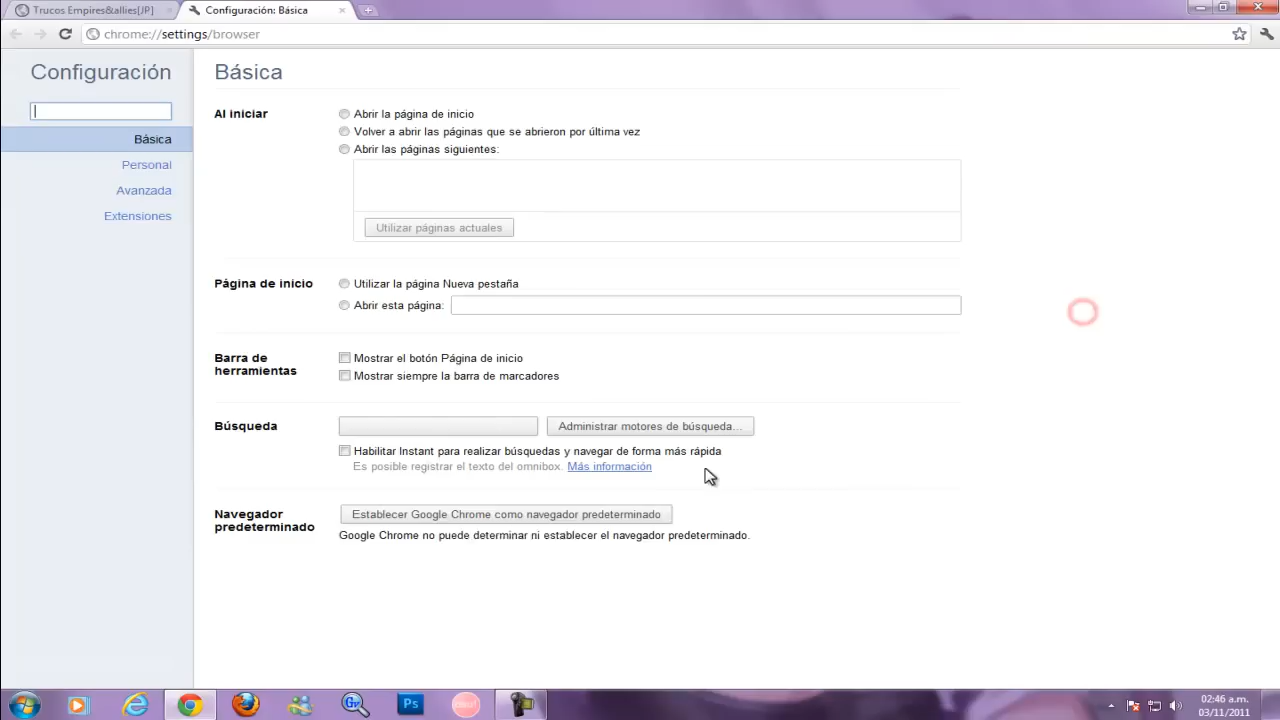 Trucos Empires&allies[JP]
Configuración: Básica
chrome://settings/browser
Configuración
Básica
Personal
Avanzada
Extensiones
Básica
Al iniciar
Abrir la página de inicio
Volver a abrir las páginas que se abrieron por última vez
Abrir las páginas siguientes:
Utilizar páginas actuales
Página de inicio
Utilizar la página Nueva pestaña
Abrir esta página:
Barra de
herramientas
Mostrar el botón Página de inicio
Mostrar siempre la barra de marcadores
Búsqueda
Administrar motores de búsqueda...
Habilitar Instant para realizar búsquedas y navegar de forma más rápida
Es posible registrar el texto del omnibox. Más información
Navegador
predeterminado
Establecer Google Chrome como navegador predeterminado
Google Chrome no puede determinar ni establecer el navegador predeterminado.
Ps
02:46 a.m.
03/11/2011